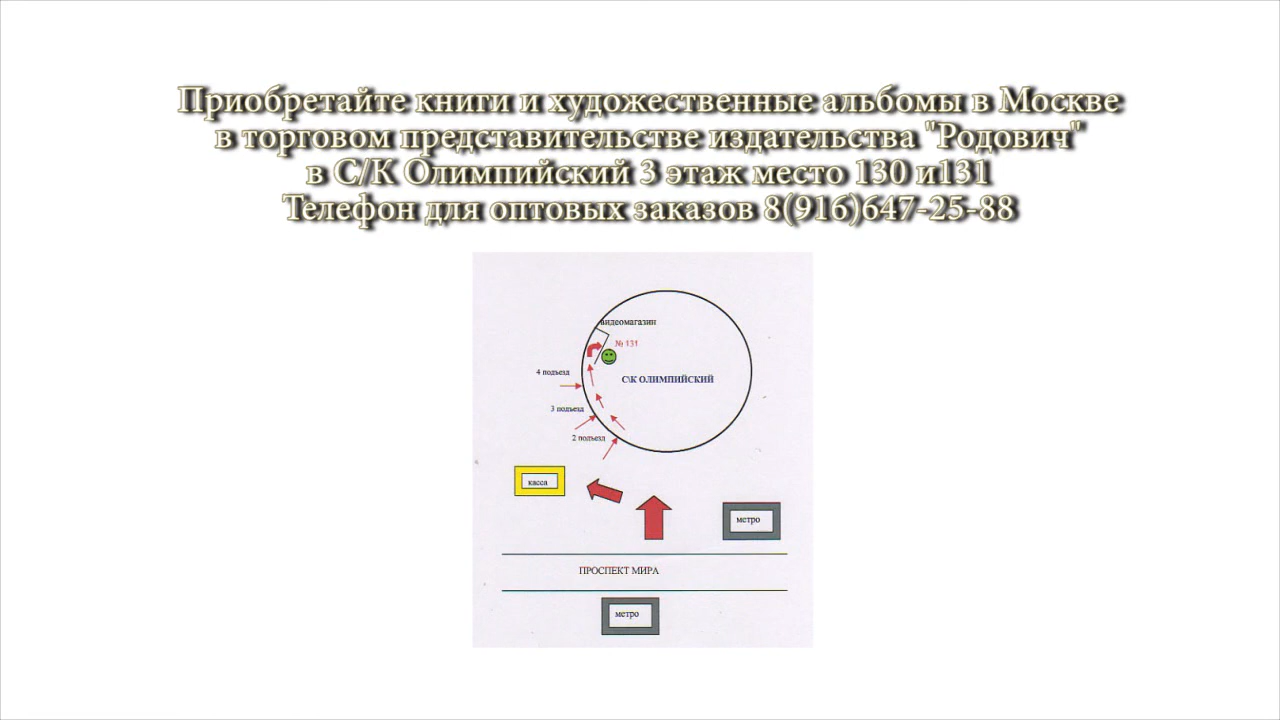 Приобретайте книги и художественные альбомы в Москве
в торговом представительстве издательства "Родович"
в С/К Олимпийский 3 этаж место 130 и131
Телефон для оптовых заказов 8(916)647-25-88
видеомагазин
№ 131
4 подъезд
С\К ОЛИМПИЙСКИЙ
3 подъезд
2 подъезд
касса
метро
ПРОСПЕКТ МИРА
метро